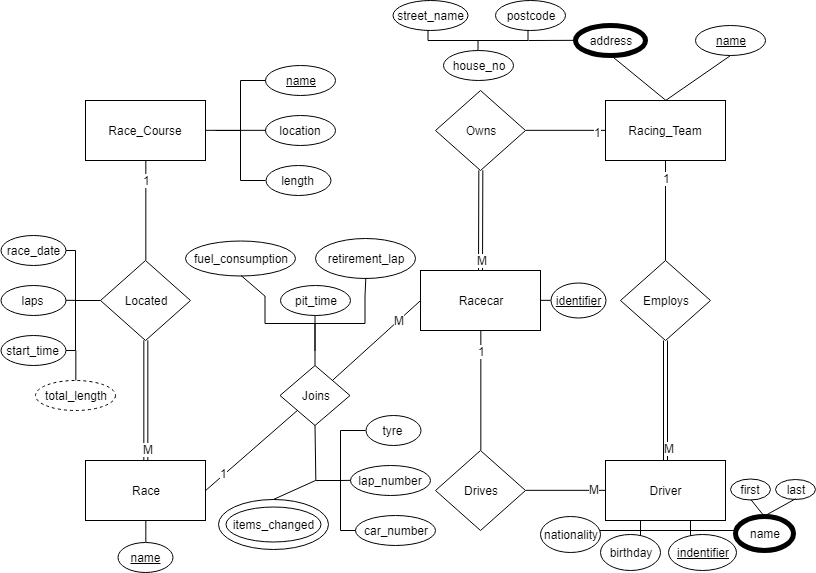 street_name
postcode
address
name
house_no
name
Race_Course
location
Owns
1
Racing_Team
length
1
1
race_date
fuel_consumption
retirement_lap
M
laps
Located
pit_time
Racecar
identifier
Employs
M
start_time
1
total_length
Joins
tyre
M
M
1
lap_number
Race
Drives
M
Driver
first
last
items_changed
car_number
nationality
name
birthday
indentifier
name